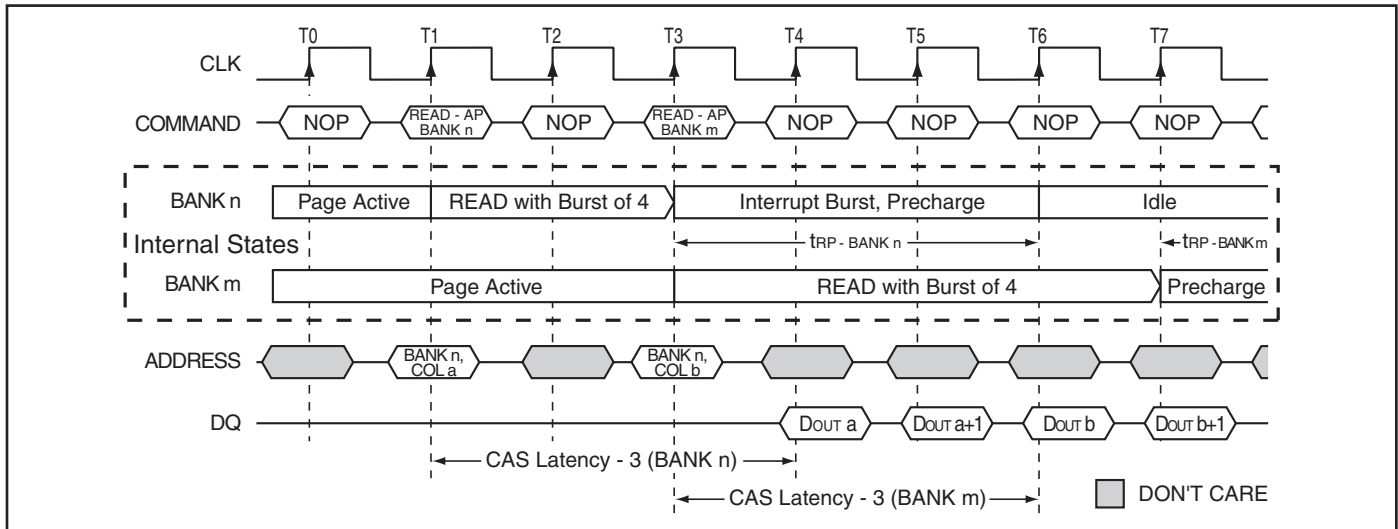 T0 T1 T2 T3 T4 T5 T6 T7
CLK
COMMAND NOP READ - AP BANK n NOP READ - AP BANK m NOP NOP NOP NOP
BANK n Page Active READ with Burst of 4 Interrupt Burst, Precharge Idle
Internal States tRP - BANK n tRP - BANK m
BANK m Page Active READ with Burst of 4 Precharge
ADDRESS BANK n, COL a BANK n, COL b
DQ DOUT a DOUT a+1 DOUT b DOUT b+1
CAS Latency - 3 (BANK n)
CAS Latency - 3 (BANK m) DON'T CARE